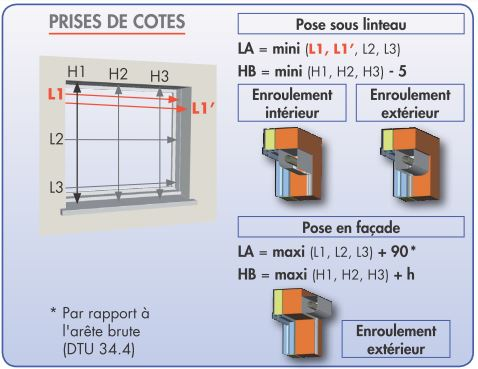 PRISES DE COTES
H1 H2 H3
L1
L1’
L2
L3
* Par rapport à
l'arête brute
(DTU 34.4)
Pose sous linteau
LA = mini (L1, L1’, L2, L3)
HB = mini (H1, H2, H3) - 5
Enroulement
intérieur
Enroulement
extérieur
Pose en façade
LA = maxi (L1, L2, L3) + 90*
HB = maxi (H1, H2, H3) + h
Enroulement
extérieur